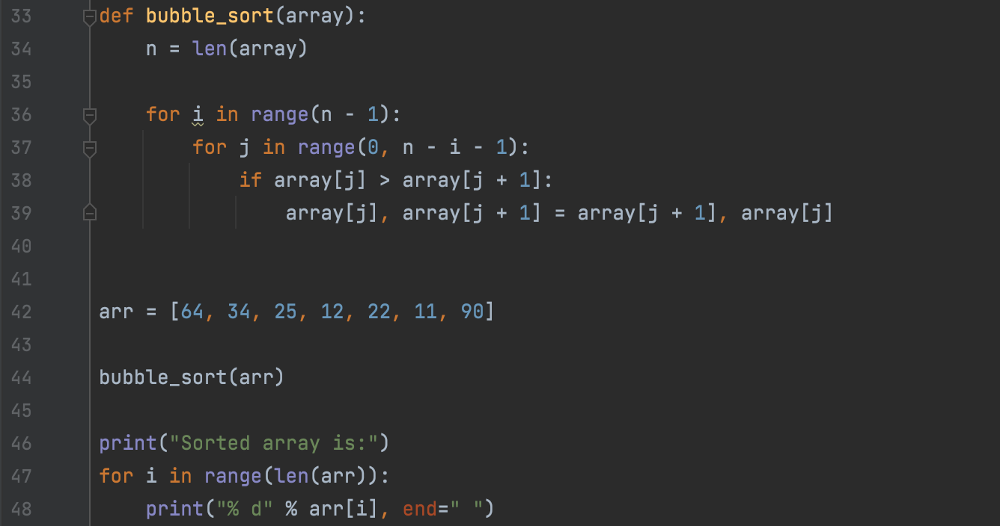 33 def bubble_sort(array):
34     n = len(array)
35
36     for i in range(n - 1):
37         for j in range(0, n - i - 1):
38             if array[j] > array[j + 1]:
39                 array[j], array[j + 1] = array[j + 1], array[j]
40
41
42 arr = [64, 34, 25, 12, 22, 11, 90]
43
44 bubble_sort(arr)
45
46 print("Sorted array is:")
47 for i in range(len(arr)):
48     print("% d" % arr[i], end=" ")